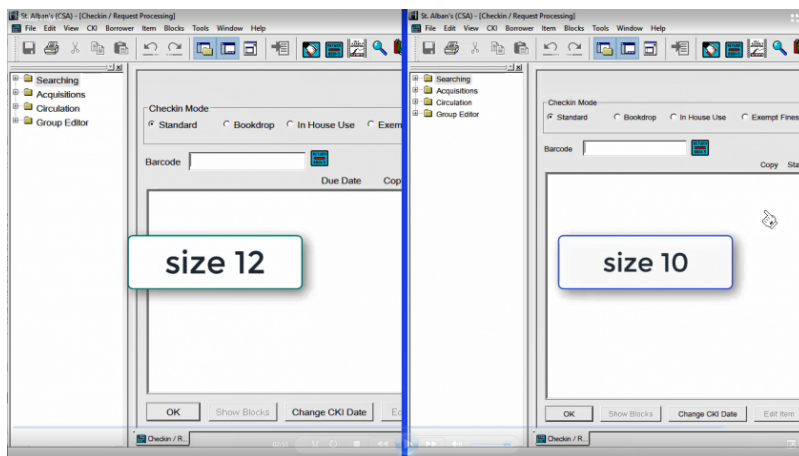 St. Alban's (CSA) - [Checkin / Request Processing]
File Edit View CKI Borrower Item Blocks Tools Window Help
Searching
Acquisitions
Circulation
Group Editor
Checkin Mode
Standard Bookdrop In House Use Exem
Barcode
Due Date Cop
size 12
OK Show Blocks Change CKI Date Ed
Checkin / R...
St. Alban's (CSA) - [Checkin / Request Processing]
File Edit View CKI Borrower Item Blocks Tools Window Help
Searching
Acquisitions
Circulation
Group Editor
Checkin Mode
Standard Bookdrop In House Use Exempt Fines
Barcode
Copy Sta
size 10
OK Show Blocks Change CKI Date Edit Item
Checkin / R...